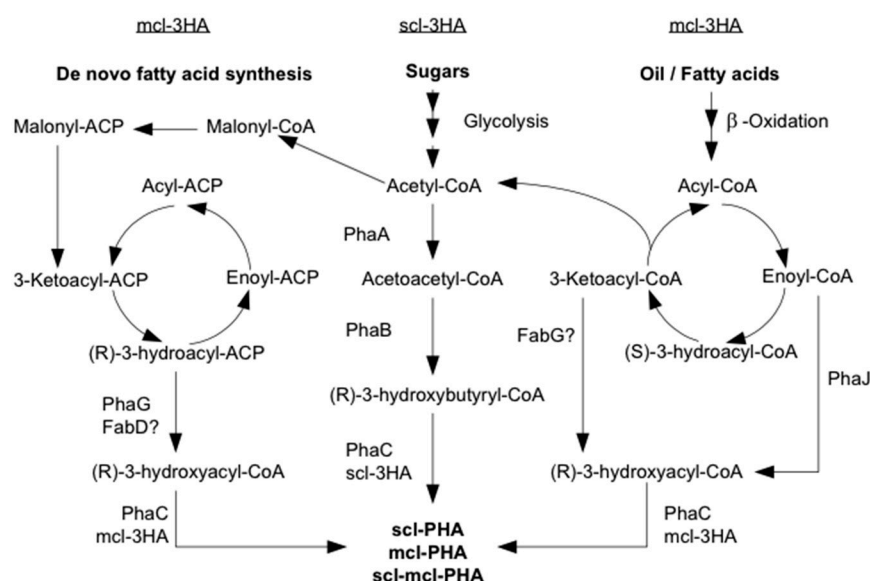 mcl-3HA
scl-3HA
mcl-3HA
De novo fatty acid synthesis
Sugars
Oil / Fatty acids
Malonyl-ACP
Malonyl-CoA
Glycolysis
β -Oxidation
Acyl-ACP
Acetyl-CoA
Acyl-CoA
PhaA
3-Ketoacyl-ACP
Enoyl-ACP
Acetoacetyl-CoA
3-Ketoacyl-CoA
Enoyl-CoA
PhaB
FabG?
(R)-3-hydroacyl-ACP
(S)-3-hydroacyl-CoA
PhaJ
PhaG
FabD?
(R)-3-hydroxybutyryl-CoA
PhaC
scl-3HA
(R)-3-hydroxyacyl-CoA
(R)-3-hydroxyacyl-CoA
PhaC
mcl-3HA
scl-PHA
mcl-PHA
scl-mcl-PHA
PhaC
mcl-3HA